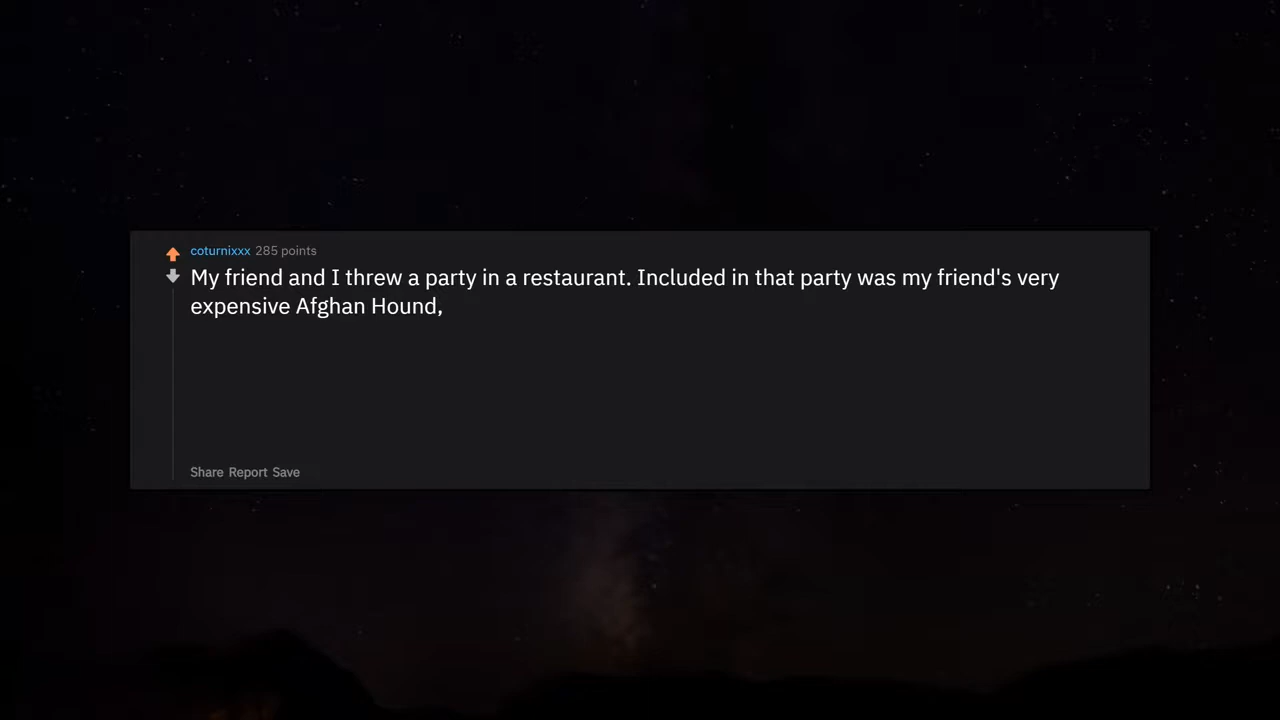 coturnixxx 285 points
My friend and I threw a party in a restaurant. Included in that party was my friend's very
expensive Afghan Hound,
Share Report Save